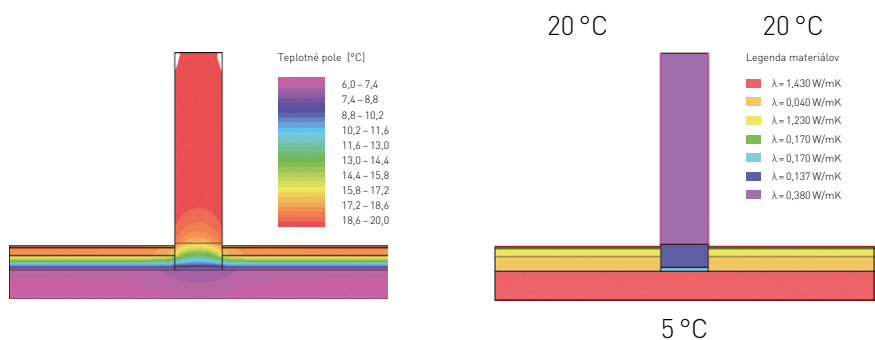 20 °C
20 °C
Teplotné pole [°C]
6,0 – 7,4
7,4 – 8,8
8,8 – 10,2
10,2 – 11,6
11,6 – 13,0
13,0 – 14,4
14,4 – 15,8
15,8 – 17,2
17,2 – 18,6
18,6 – 20,0
Legenda materiálov
λ = 1,430 W/mK
λ = 0,040 W/mK
λ = 1,230 W/mK
λ = 0,170 W/mK
λ = 0,170 W/mK
λ = 0,137 W/mK
λ = 0,380 W/mK
5 °C